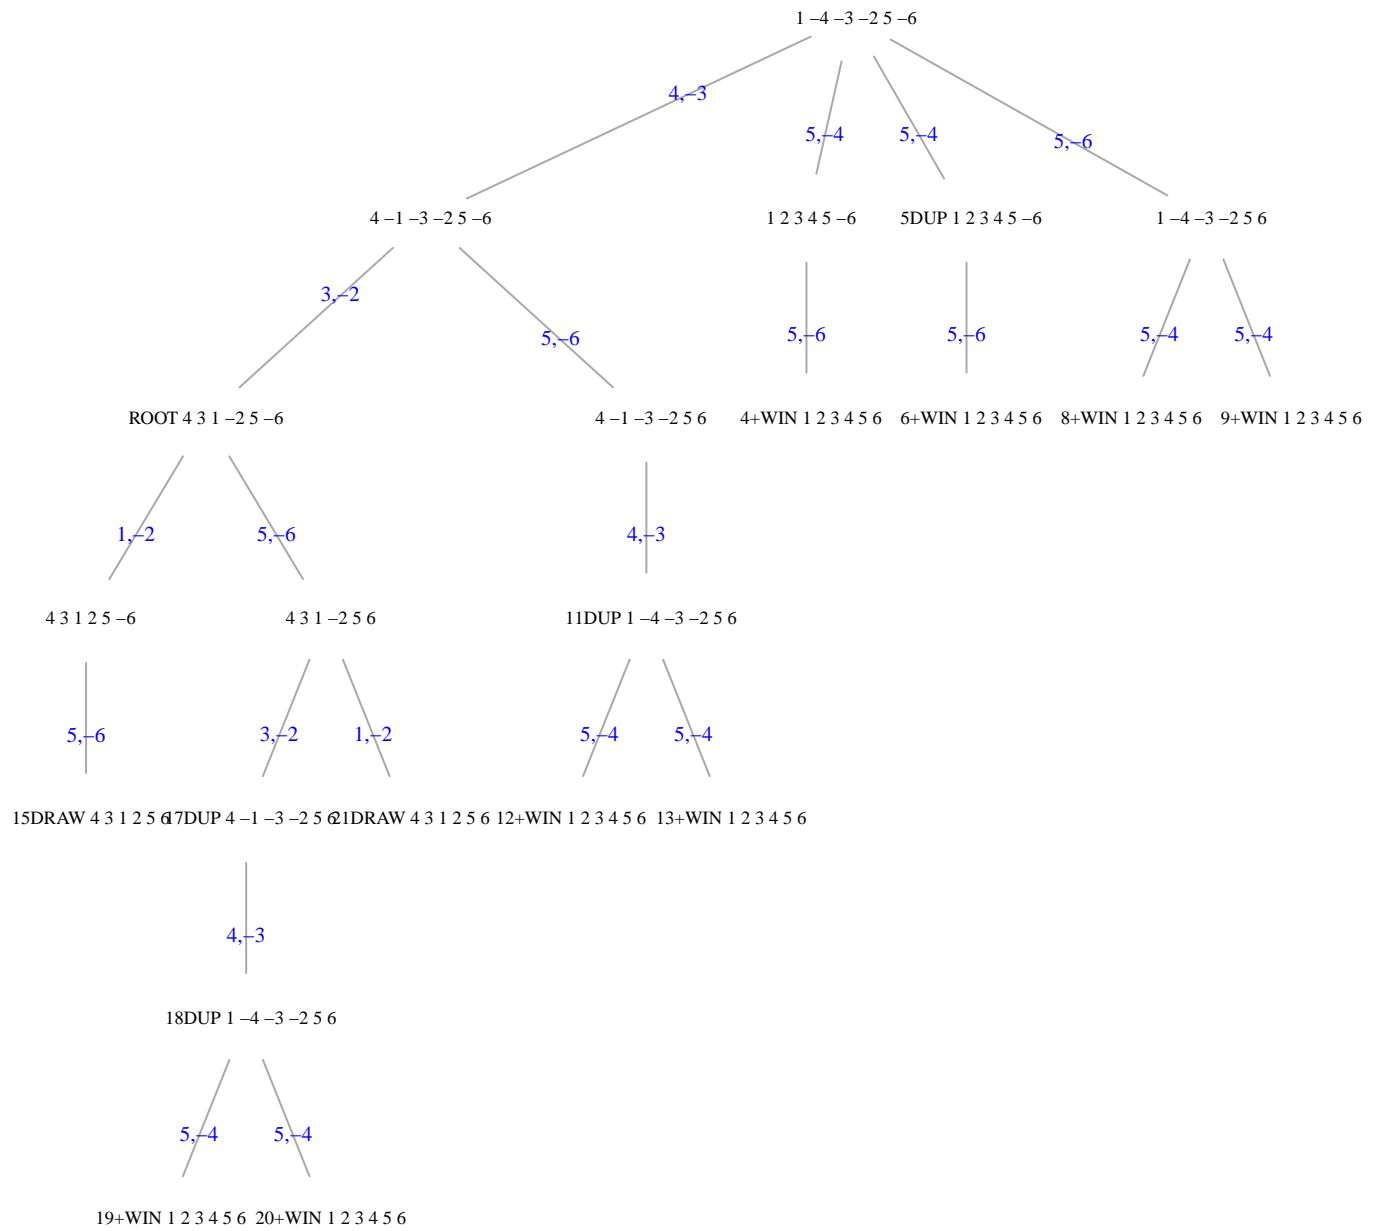 1 –4 –3 –2 5 –6
4,–3
5,–4
5,–4
5,–6
4 –1 –3 –2 5 –6
1 2 3 4 5 –6
5DUP 1 2 3 4 5 –6
1 –4 –3 –2 5 6
3,–2
5,–6
5,–6
5,–6
5,–4
5,–4
ROOT 4 3 1 –2 5 –6
4 –1 –3 –2 5 6
4+WIN 1 2 3 4 5 6
6+WIN 1 2 3 4 5 6
8+WIN 1 2 3 4 5 6
9+WIN 1 2 3 4 5 6
1,–2
5,–6
4,–3
4 3 1 2 5 –6
4 3 1 –2 5 6
11DUP 1 –4 –3 –2 5 6
5,–6
3,–2
1,–2
5,–4
5,–4
15DRAW 4 3 1 2 5 6
17DUP 4 –1 –3 –2 5 6
21DRAW 4 3 1 2 5 6
12+WIN 1 2 3 4 5 6
13+WIN 1 2 3 4 5 6
4,–3
18DUP 1 –4 –3 –2 5 6
5,–4
5,–4
19+WIN 1 2 3 4 5 6
20+WIN 1 2 3 4 5 6